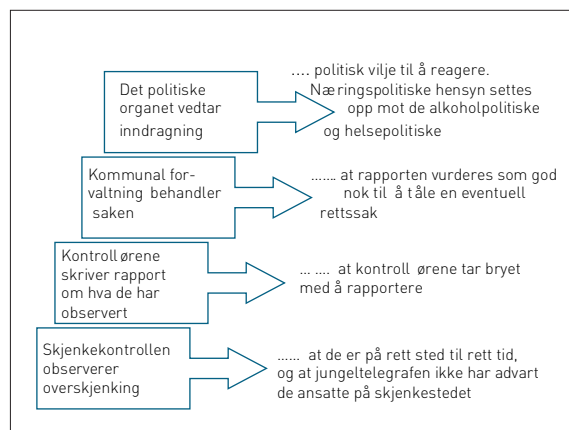 Det politiske
organet vedtar
inndragning
.... politisk vilje til å reagere.
Næringspolitiske hensyn settes
opp mot de alkoholpolitiske
og helsepolitiske
Kommunal for-
valtning behandler
saken
....... at rapporten vurderes som god
nok til å tåle en eventuell
rettssak
Kontrollørene
skriver rapport
om hva de har
observert
... .... at kontroll ørene tar bryet
med å rapportere
Skjenkekontrollen
observerer
overskjenking
...... at de er på rett sted til rett tid,
og at jungeltelegrafen ikke har advart
de ansatte på skjenkestedet